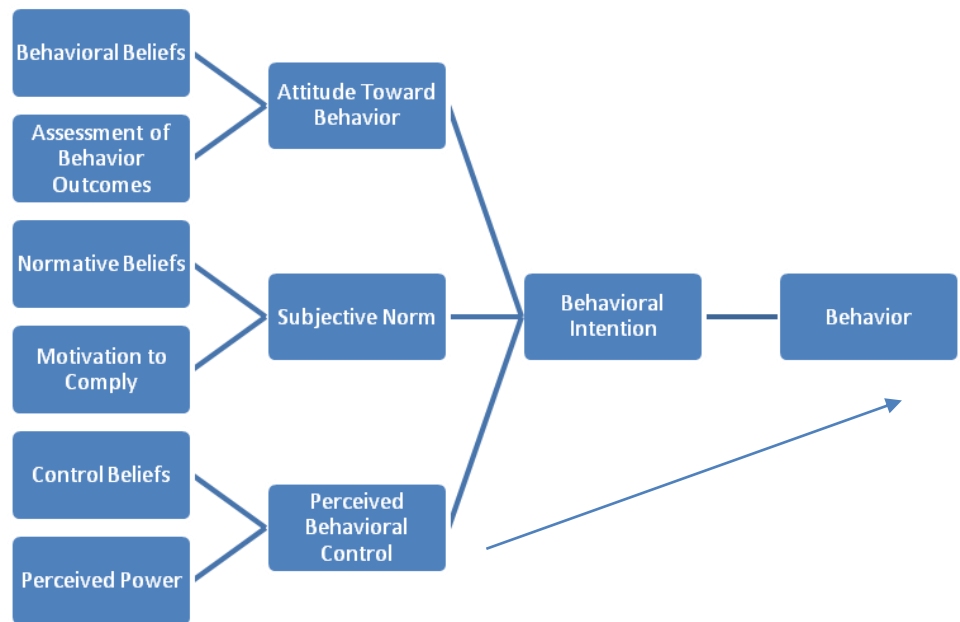 Behavioral Beliefs
Assessment of
Behavior
Outcomes
Normative Beliefs
Motivation to
Comply
Control Beliefs
Perceived Power
Attitude Toward
Behavior
Subjective Norm
Perceived
Behavioral
Control
Behavioral
Intention
Behavior